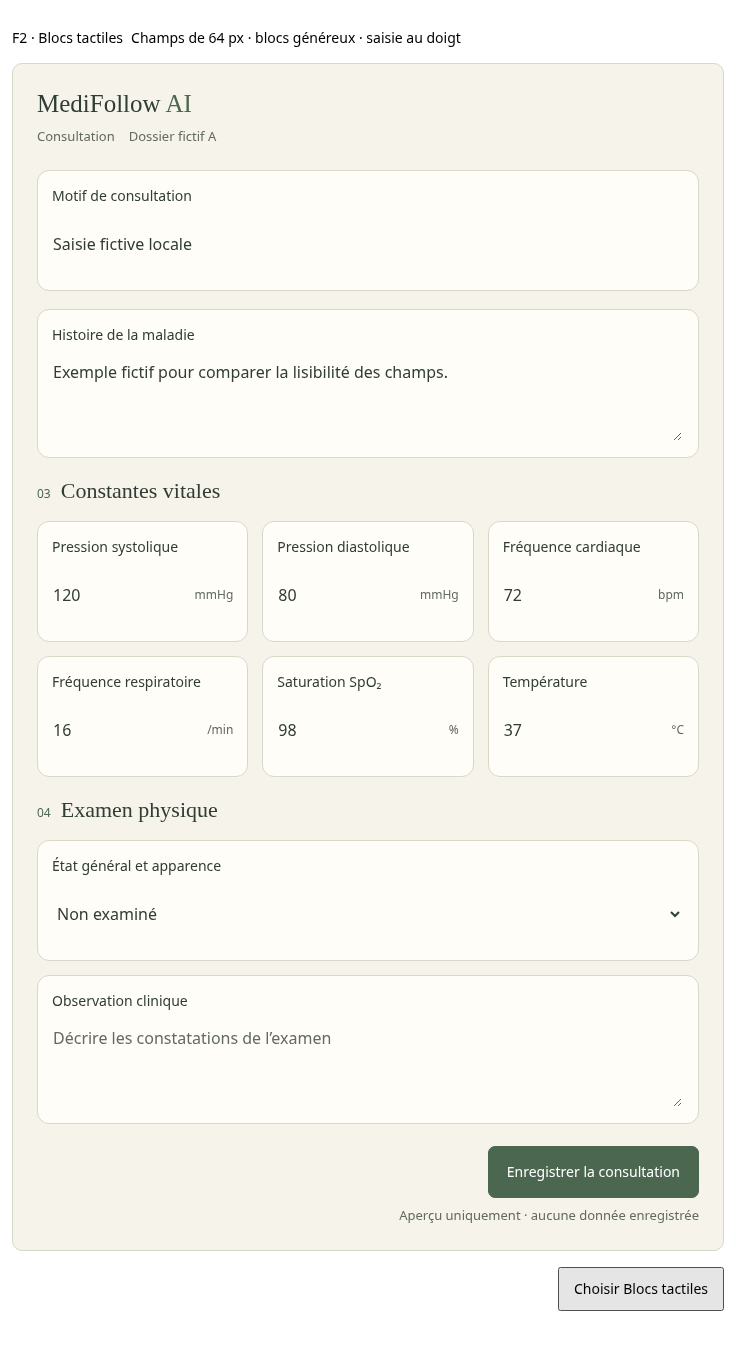 F2 · Blocs tactiles Champs de 64 px · blocs généreux · saisie au doigt
MediFollow AI
Consultation Dossier fictif A
Motif de consultation
Saisie fictive locale
Histoire de la maladie
Exemple fictif pour comparer la lisibilité des champs.
03 Constantes vitales
Pression systolique Pression diastolique Fréquence cardiaque
120 mmHg 80 mmHg 72 bpm
Fréquence respiratoire Saturation SpO₂ Température
16 /min 98 % 37 °C
04 Examen physique
État général et apparence
Non examiné
Observation clinique
Décrire les constatations de l’examen
Enregistrer la consultation
Aperçu uniquement · aucune donnée enregistrée
Choisir Blocs tactiles